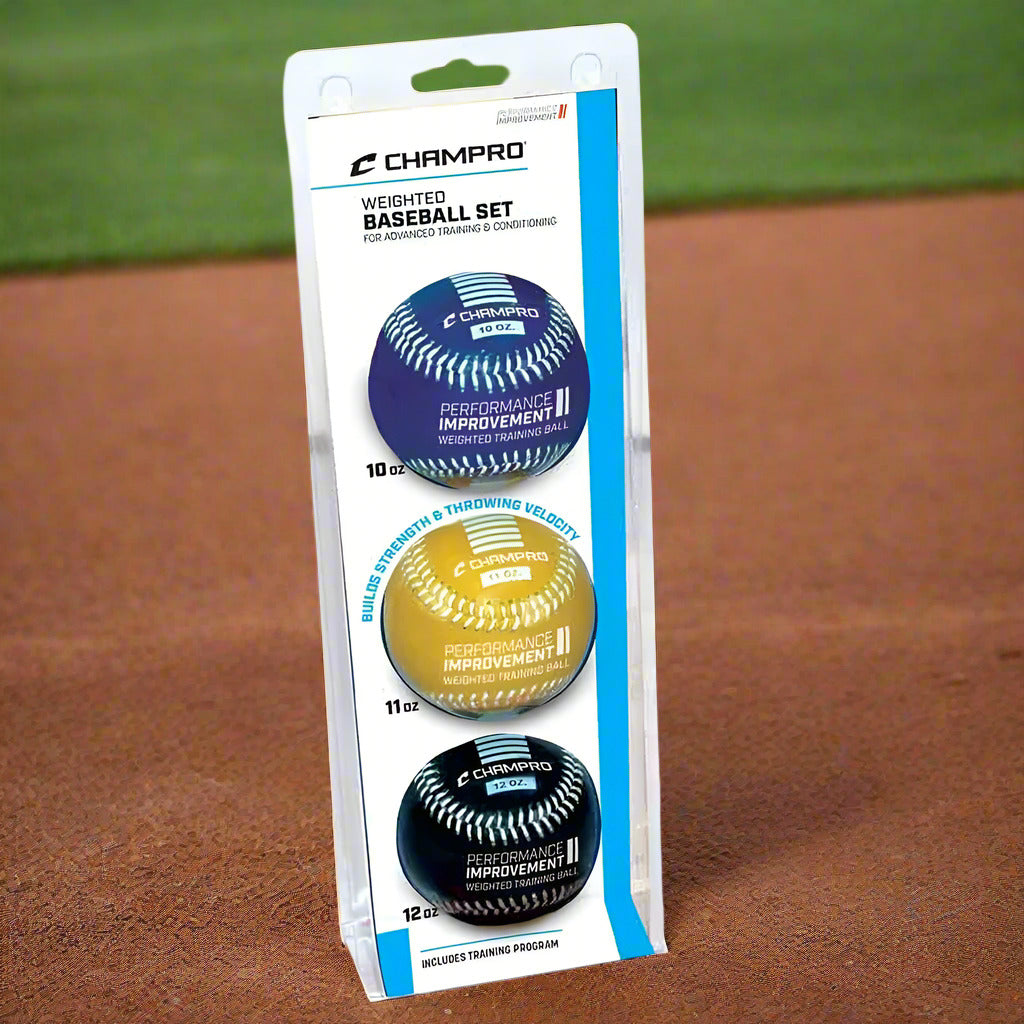 PERFORMANCE
IMPROVEMENT
CHAMPRO
WEIGHTED
BASEBALL SET
FOR ADVANCED TRAINING & CONDITIONING
CHAMPRO
10 OZ.
PERFORMANCE
IMPROVEMENT
WEIGHTED TRAINING BALL
10 OZ
BUILDS STRENGTH & THROWING VELOCITY
CHAMPRO
11 OZ.
PERFORMANCE
IMPROVEMENT
WEIGHTED TRAINING BALL
11 OZ
CHAMPRO
12 OZ.
PERFORMANCE
IMPROVEMENT
WEIGHTED TRAINING BALL
12 OZ
INCLUDES TRAINING PROGRAM